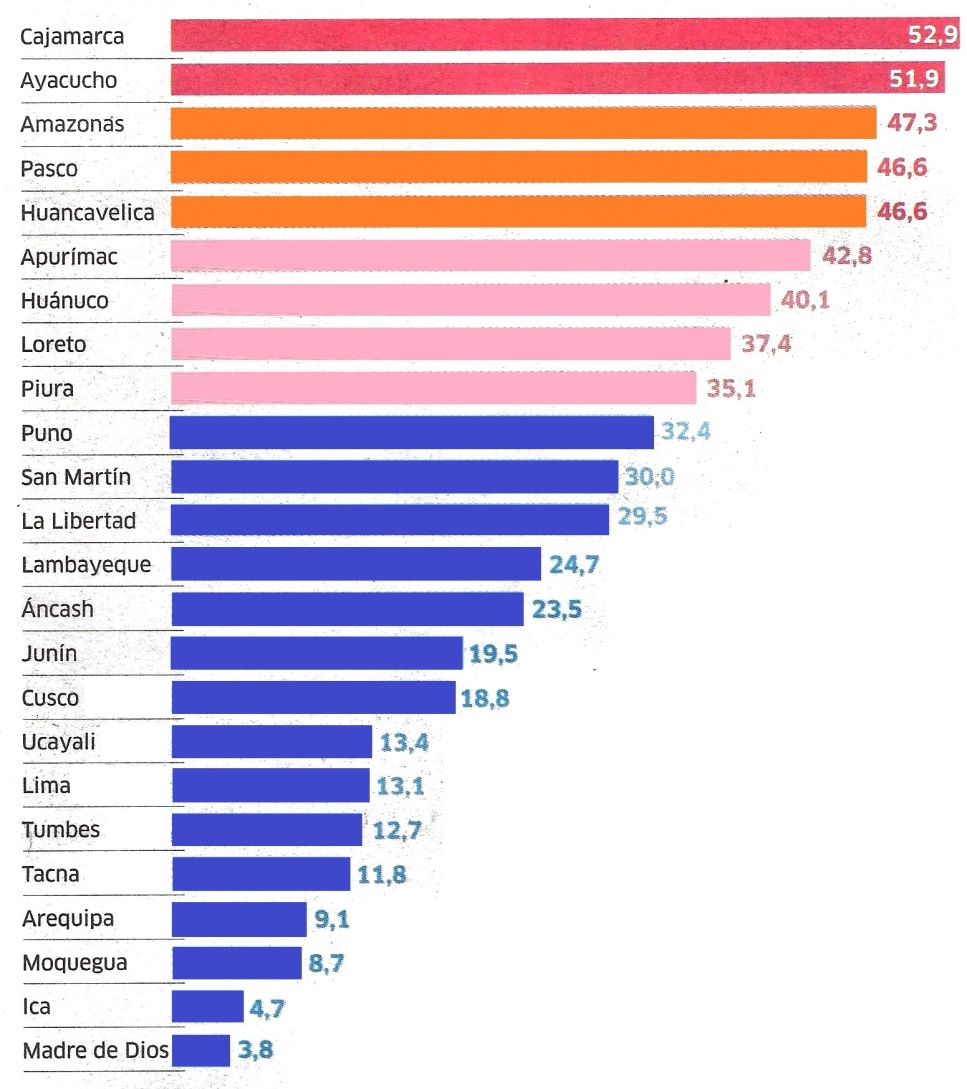 Cajamarca 52,9
Ayacucho 51,9
Amazonas 47,3
Pasco 46,6
Huancavelica 46,6
Apurímac 42,8
Huánuco 40,1
Loreto 37,4
Piura 35,1
Puno 32,4
San Martín 30,0
La Libertad 29,5
Lambayeque 24,7
Áncash 23,5
Junín 19,5
Cusco 18,8
Ucayali 13,4
Lima 13,1
Tumbes 12,7
Tacna 11,8
Arequipa 9,1
Moquegua 8,7
Ica 4,7
Madre de Dios 3,8